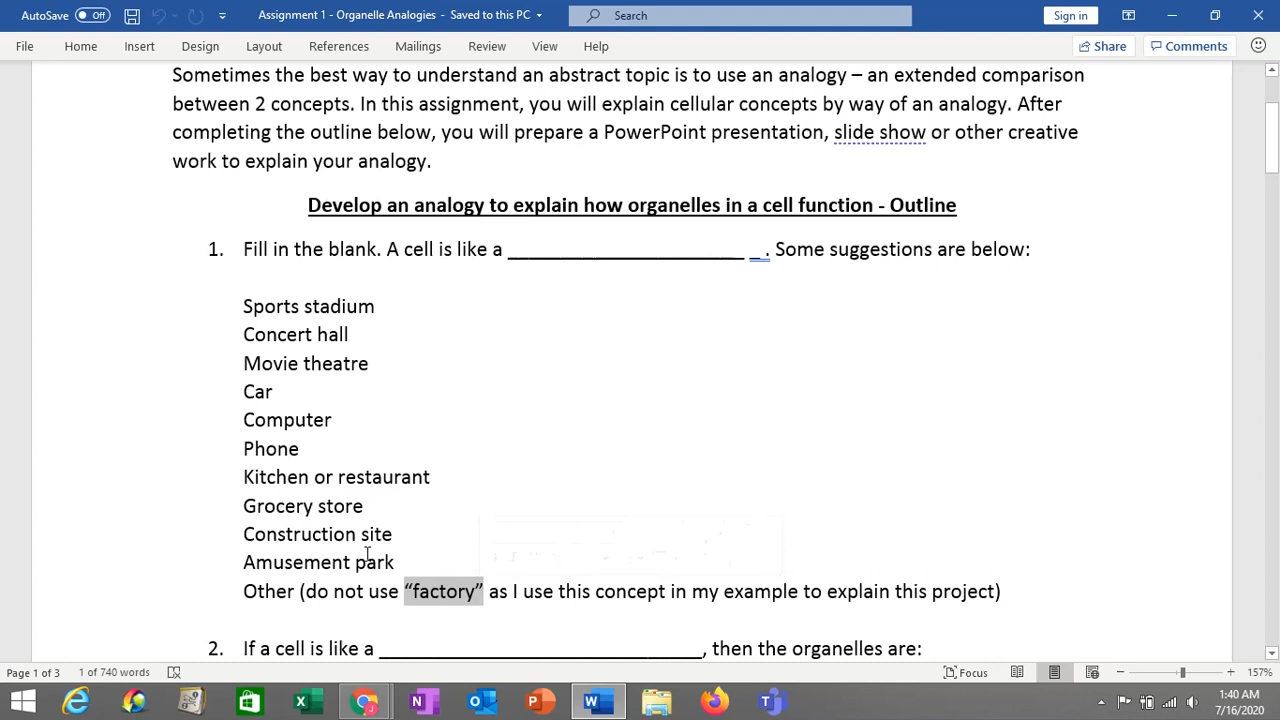 AutoSave Off Assignment 1 - Organelle Analogies - Saved to this PC Search Sign in
File Home Insert Design Layout References Mailings Review View Help Share Comments
Sometimes the best way to understand an abstract topic is to use an analogy – an extended comparison
between 2 concepts. In this assignment, you will explain cellular concepts by way of an analogy. After
completing the outline below, you will prepare a PowerPoint presentation, slide show or other creative
work to explain your analogy.
Develop an analogy to explain how organelles in a cell function - Outline
1. Fill in the blank. A cell is like a ______________________ _ . Some suggestions are below:
Sports stadium
Concert hall
Movie theatre
Car
Computer
Phone
Kitchen or restaurant
Grocery store
Construction site
Amusement park
Other (do not use “factory” as I use this concept in my example to explain this project)
2. If a cell is like a ______________________________, then the organelles are:
Page 1 of 3 1 of 740 words Focus 157%
1:40 AM
7/16/2020